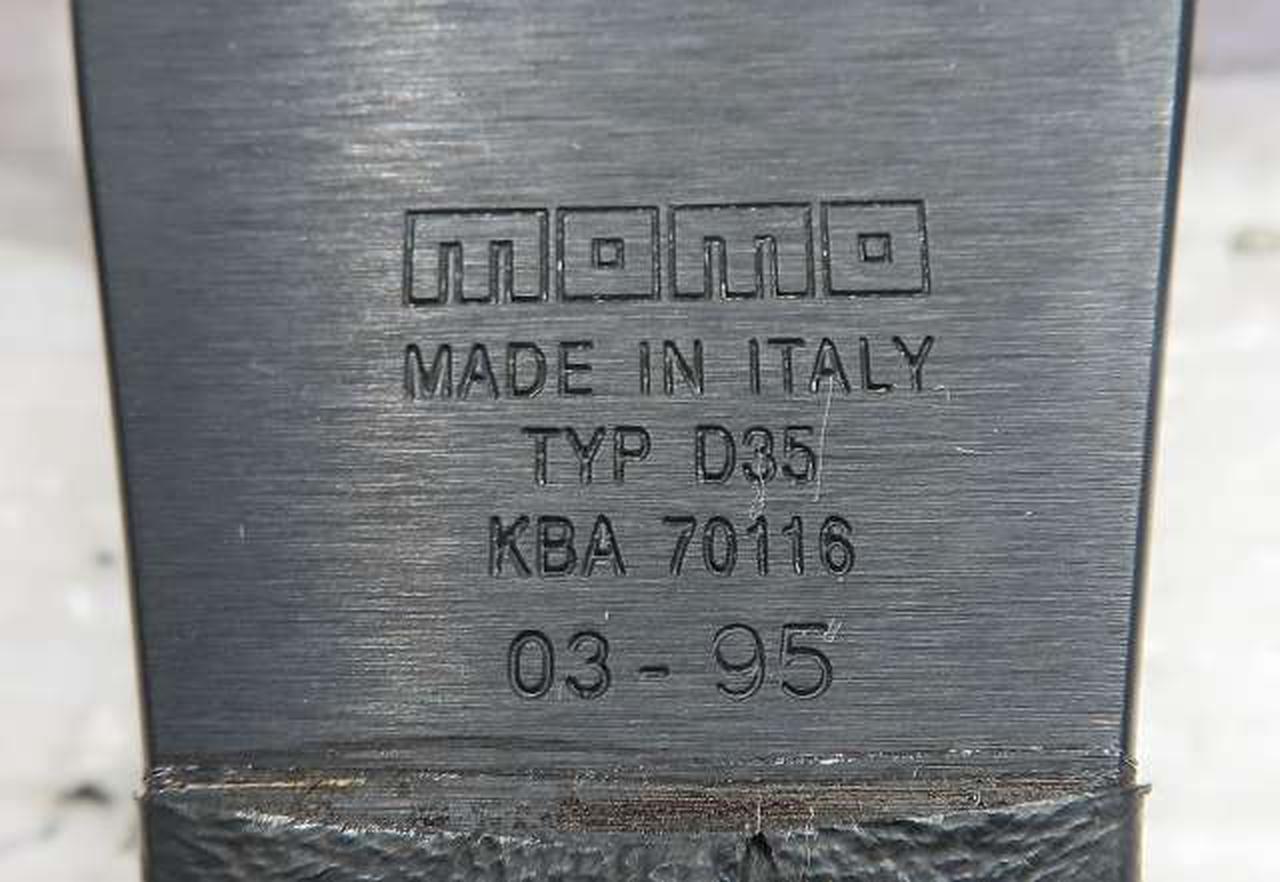 momo
MADE IN ITALY
TYP D35
KBA 70116
03 - 95